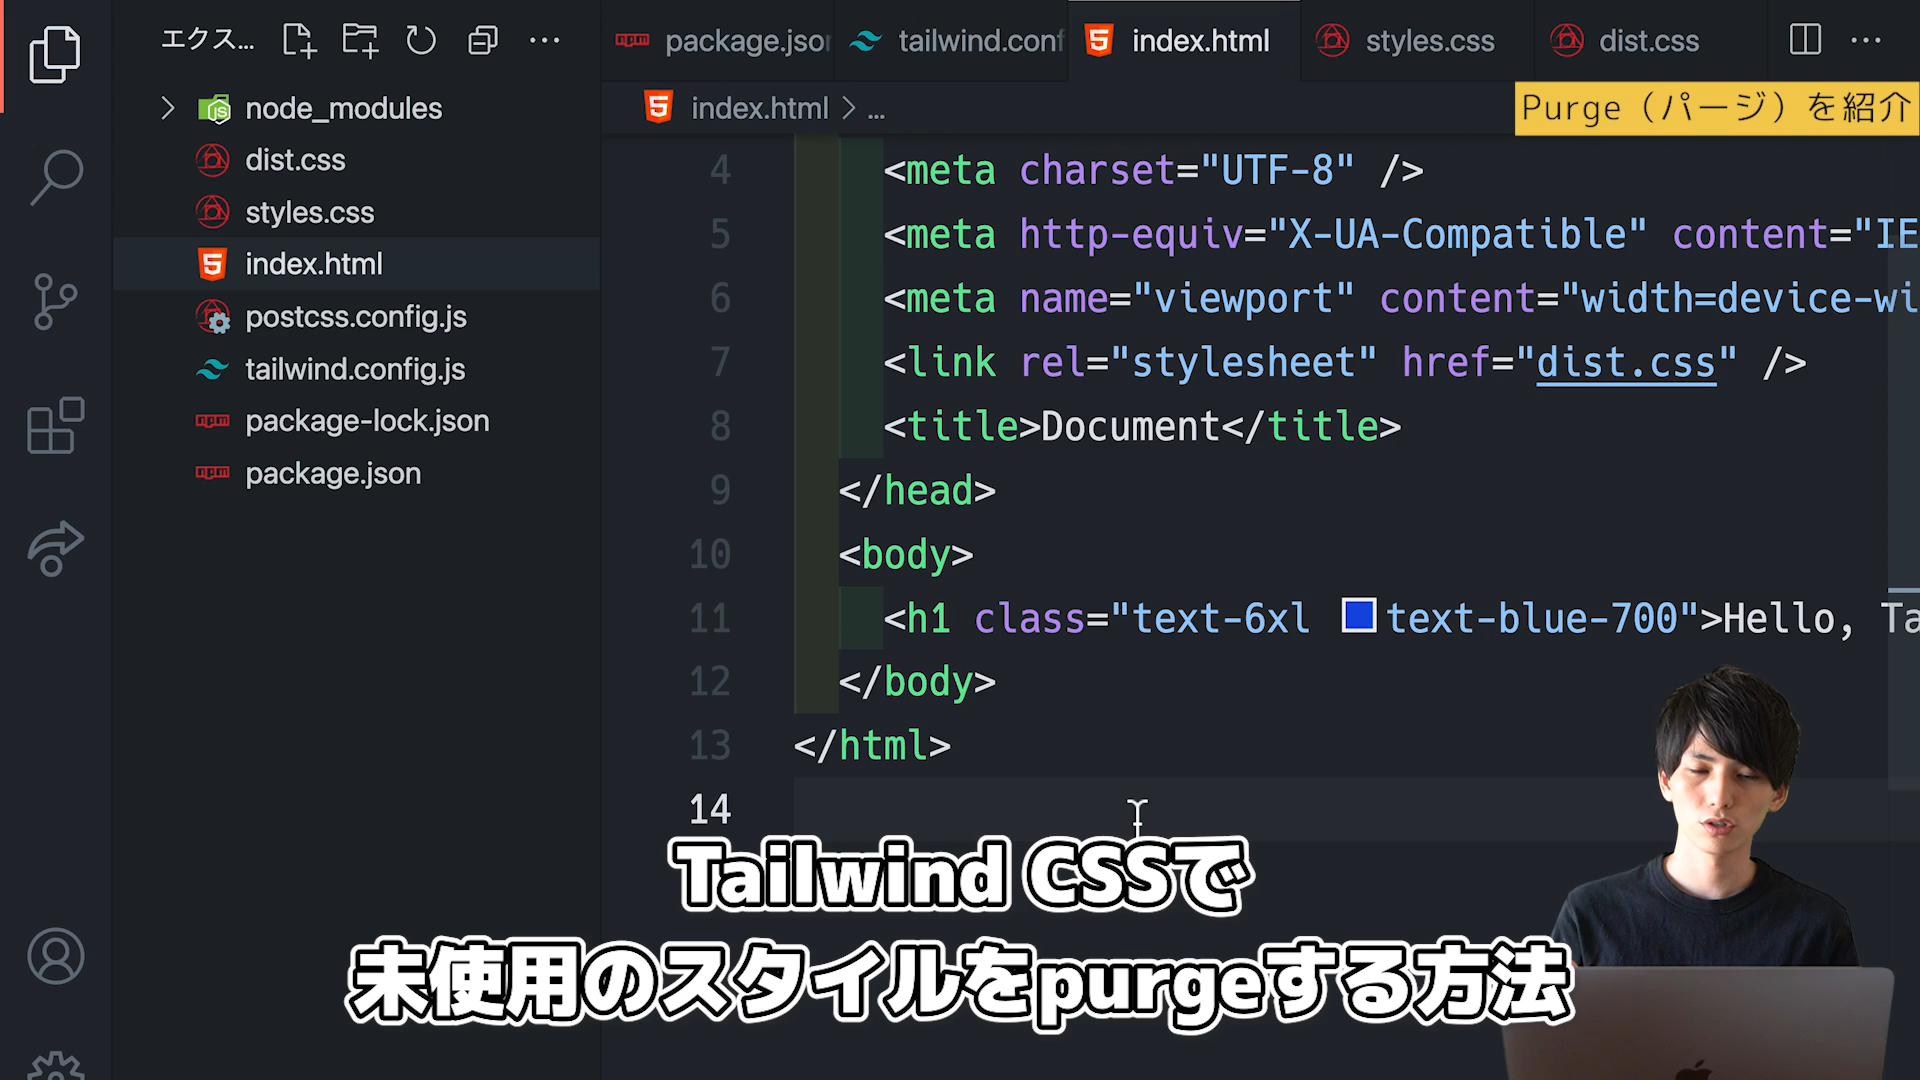 エクス…
package.jsor
tailwind.conf
index.html
styles.css
dist.css
index.html > ...
Purge（パージ）を紹介
node_modules
dist.css
styles.css
index.html
postcss.config.js
tailwind.config.js
package-lock.json
package.json
4 <meta charset="UTF-8" />
5 <meta http-equiv="X-UA-Compatible" content="IE
6 <meta name="viewport" content="width=device-wi
7 <link rel="stylesheet" href="dist.css" />
8 <title>Document</title>
9 </head>
10 <body>
11 <h1 class="text-6xl text-blue-700">Hello, Ta
12 </body>
13 </html>
14
Tailwind CSSで
未使用のスタイルをpurgeする方法